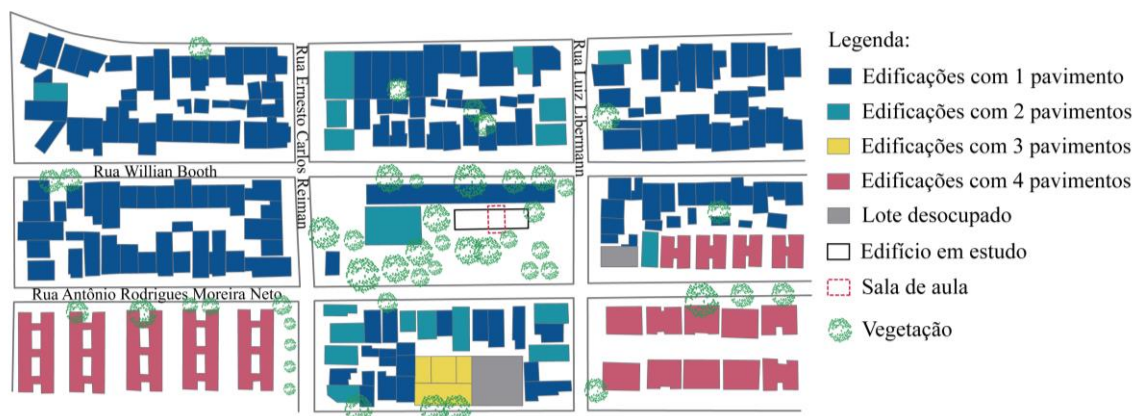 Rua Ernesto Carlos Reiman
Rua Luiz Libermann
Rua Willian Booth
Rua Antônio Rodrigues Moreira Neto
Legenda:
Edificações com 1 pavimento
Edificações com 2 pavimentos
Edificações com 3 pavimentos
Edificações com 4 pavimentos
Lote desocupado
Edifício em estudo
Sala de aula
Vegetação